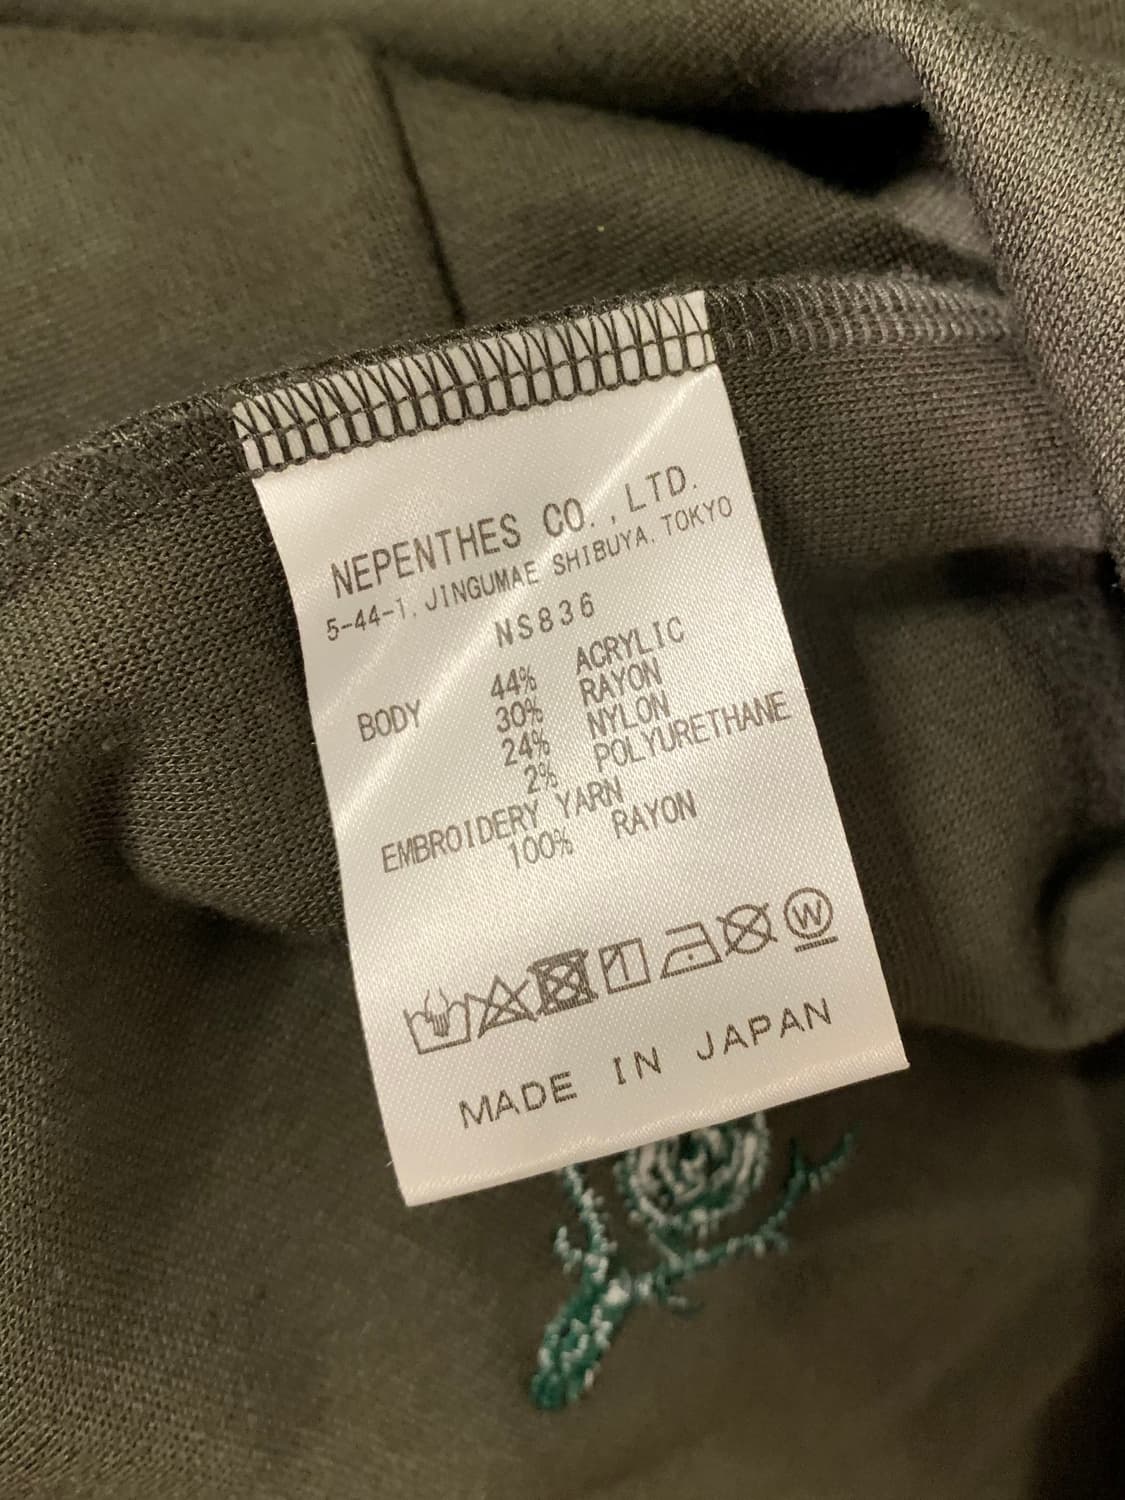 NEPENTHES CO., LTD.
5-44-1, JINGUMAE SHIBUYA, TOKYO
NS836
44% ACRYLIC
BODY 30% RAYON
24% NYLON
2% POLYURETHANE
EMBROIDERY YARN
100% RAYON
W
MADE IN JAPAN